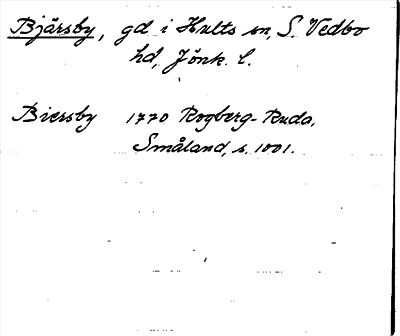 Bjärsby, gd i Hults sn, S. Vedbo
hd, Jönk. l.
Biersby 1770 Rogberg-Ruda,
Småland, s. 1001.